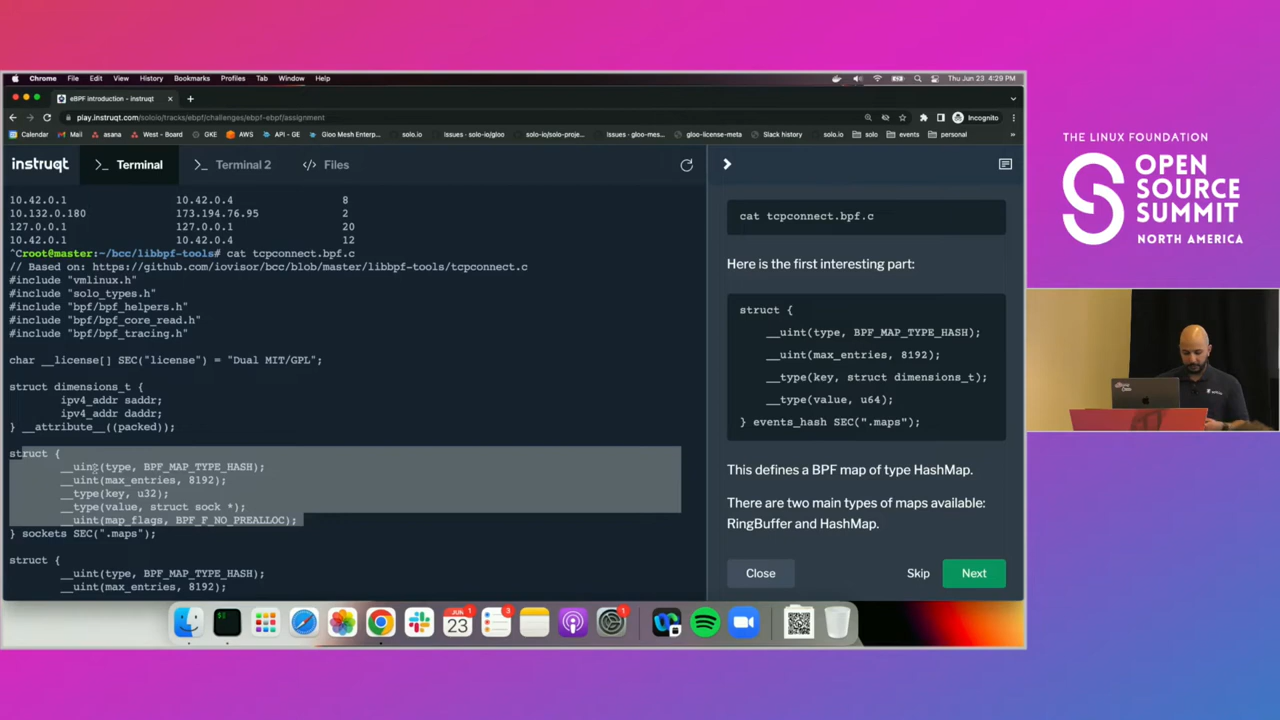 Chrome File Edit View History Bookmarks Profiles Tab Window Help
Thu Jun 23 4:29 PM
eBPF introduction - instruqt
play.instruqt.com/soloio/tracks/ebpf/challenges/ebpf-ebpf/assignment
Incognito
Calendar Mail asana West - Board GKE AWS API - GE Gloo Mesh Enterpr... solo.io Issues · solo-io/gloo solo-io/solo-proje... Issues · gloo-mes... gloo-license-meta Slack history solo.io solo events personal
instruqt
>_ Terminal
>_ Terminal 2
</> Files
10.42.0.1 10.42.0.4 8
10.132.0.180 173.194.76.95 2
127.0.0.1 127.0.0.1 20
10.42.0.1 10.42.0.4 12
^Croot@master:~/bcc/libbpf-tools# cat tcpconnect.bpf.c
// Based on: https://github.com/iovisor/bcc/blob/master/libbpf-tools/tcpconnect.c
#include "vmlinux.h"
#include "solo_types.h"
#include "bpf/bpf_helpers.h"
#include "bpf/bpf_core_read.h"
#include "bpf/bpf_tracing.h"
char __license[] SEC("license") = "Dual MIT/GPL";
struct dimensions_t {
ipv4_addr saddr;
ipv4_addr daddr;
} __attribute__((packed));
struct {
__uint(type, BPF_MAP_TYPE_HASH);
__uint(max_entries, 8192);
__type(key, u32);
__type(value, struct sock *);
__uint(map_flags, BPF_F_NO_PREALLOC);
} sockets SEC(".maps");
struct {
__uint(type, BPF_MAP_TYPE_HASH);
__uint(max_entries, 8192);
cat tcpconnect.bpf.c
Here is the first interesting part:
struct {
__uint(type, BPF_MAP_TYPE_HASH);
__uint(max_entries, 8192);
__type(key, struct dimensions_t);
__type(value, u64);
} events_hash SEC(".maps");
This defines a BPF map of type HashMap.
There are two main types of maps available:
RingBuffer and HashMap.
Close
Skip
Next
JUN
23
1
3
1
THE LINUX FOUNDATION
OPEN
SOURCE
SUMMIT
NORTH AMERICA